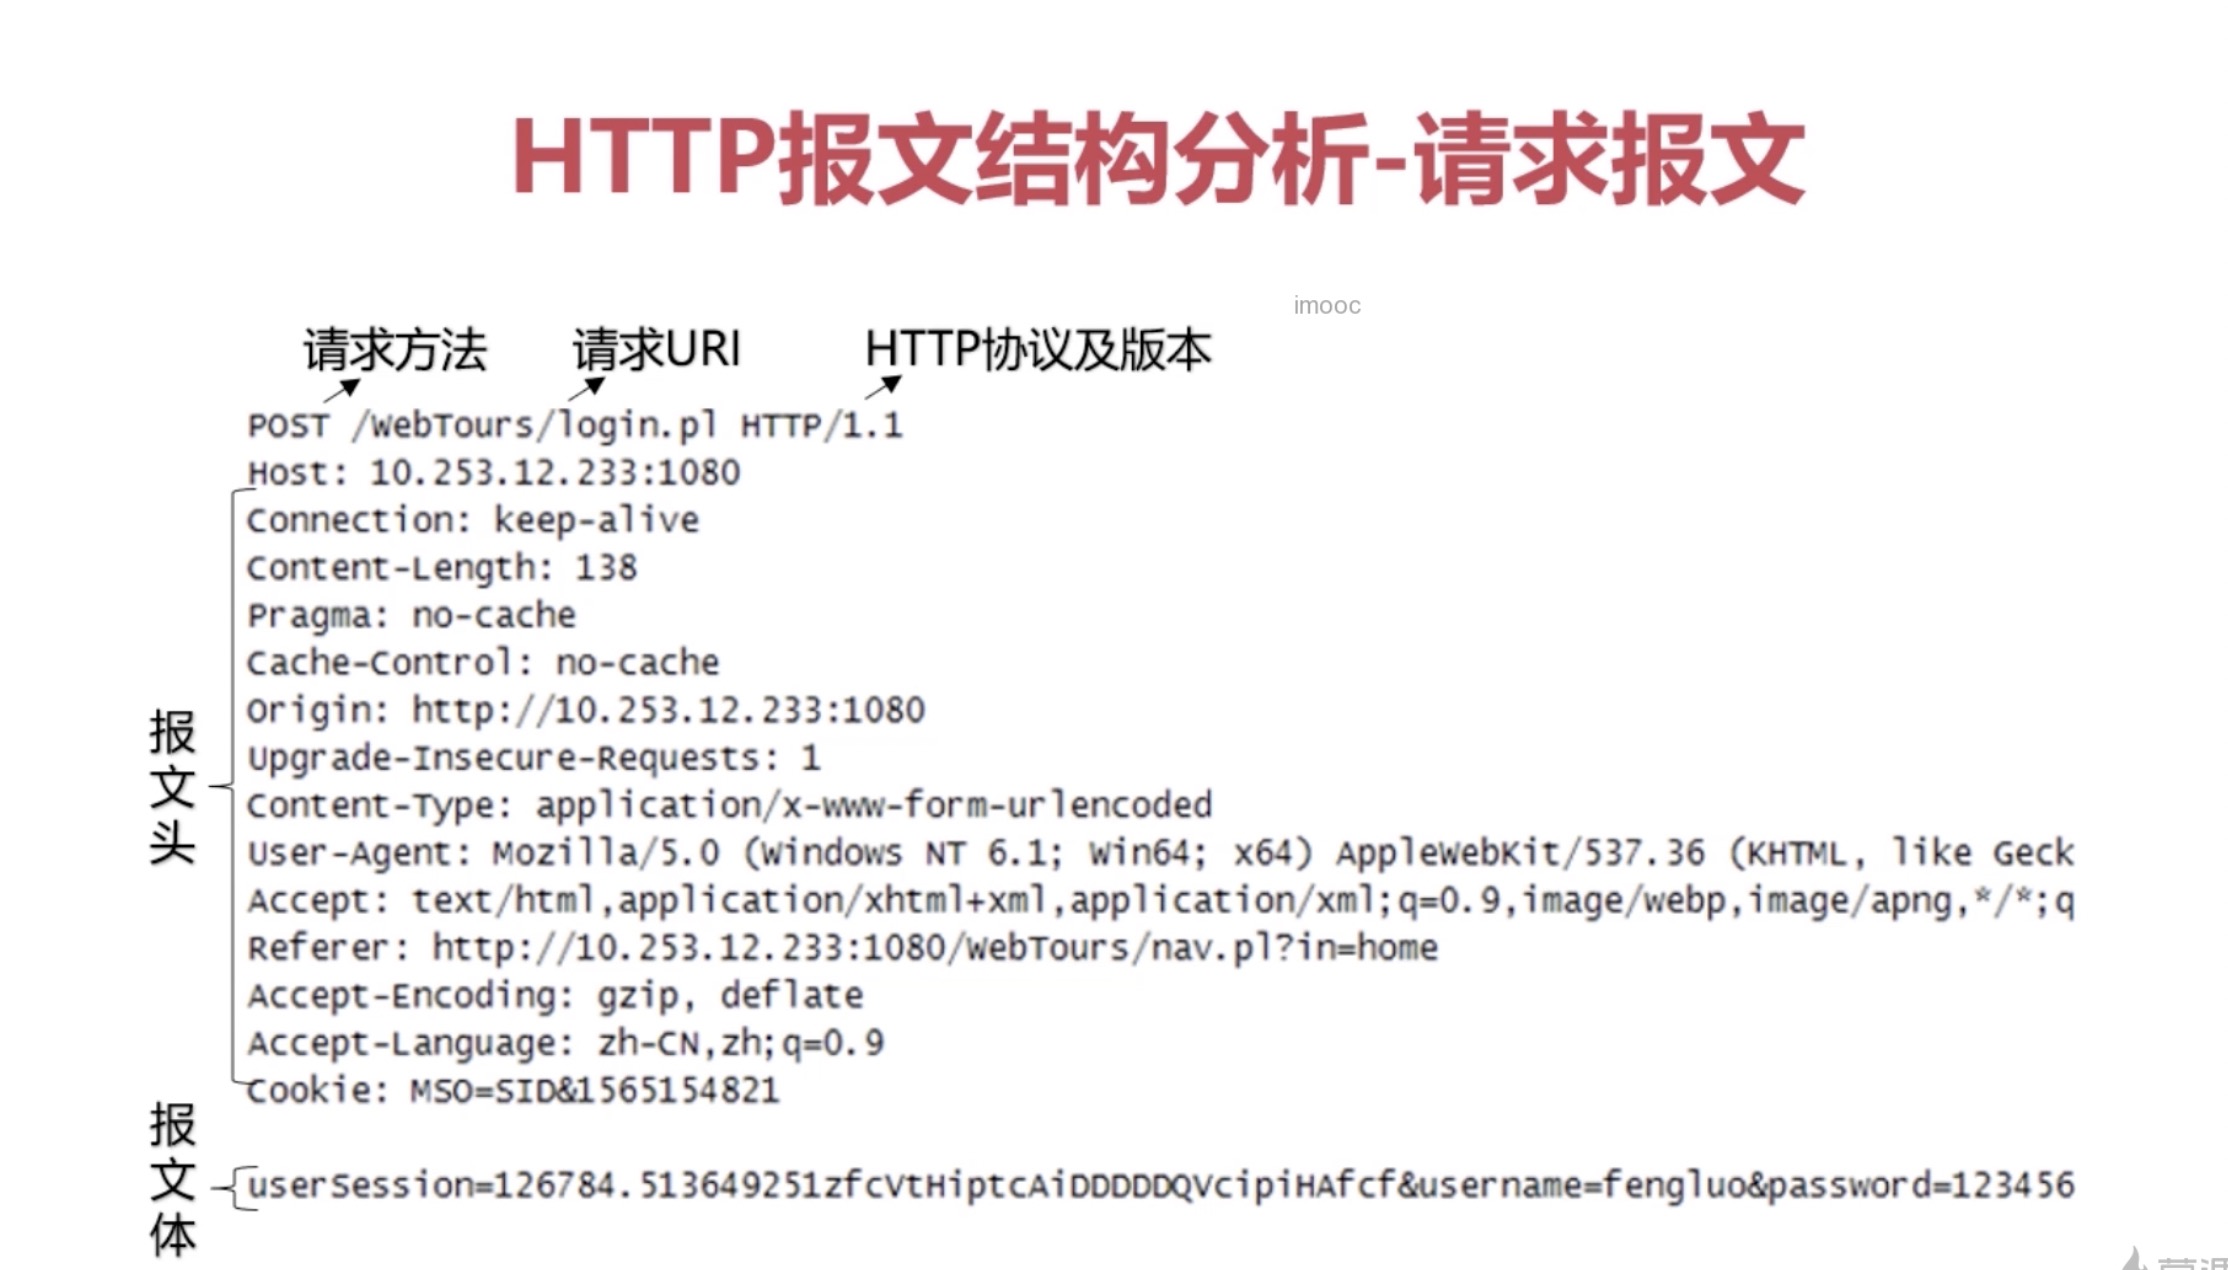 HTTP报文结构分析-请求报文
imooc
请求方法 请求URI HTTP协议及版本
POST /WebTours/login.pl HTTP/1.1
Host: 10.253.12.233:1080
Connection: keep-alive
Content-Length: 138
Pragma: no-cache
Cache-Control: no-cache
Origin: http://10.253.12.233:1080
Upgrade-Insecure-Requests: 1
Content-Type: application/x-www-form-urlencoded
User-Agent: Mozilla/5.0 (Windows NT 6.1; Win64; x64) AppleWebKit/537.36 (KHTML, like Geck
Accept: text/html,application/xhtml+xml,application/xml;q=0.9,image/webp,image/apng,*/*;q
Referer: http://10.253.12.233:1080/WebTours/nav.pl?in=home
Accept-Encoding: gzip, deflate
Accept-Language: zh-CN,zh;q=0.9
Cookie: MSO=SID&1565154821
报文头
userSession=126784.513649251zfcVtHiptcAiDDDDDQVcipiHAfcf&username=fengluo&password=123456
报文体